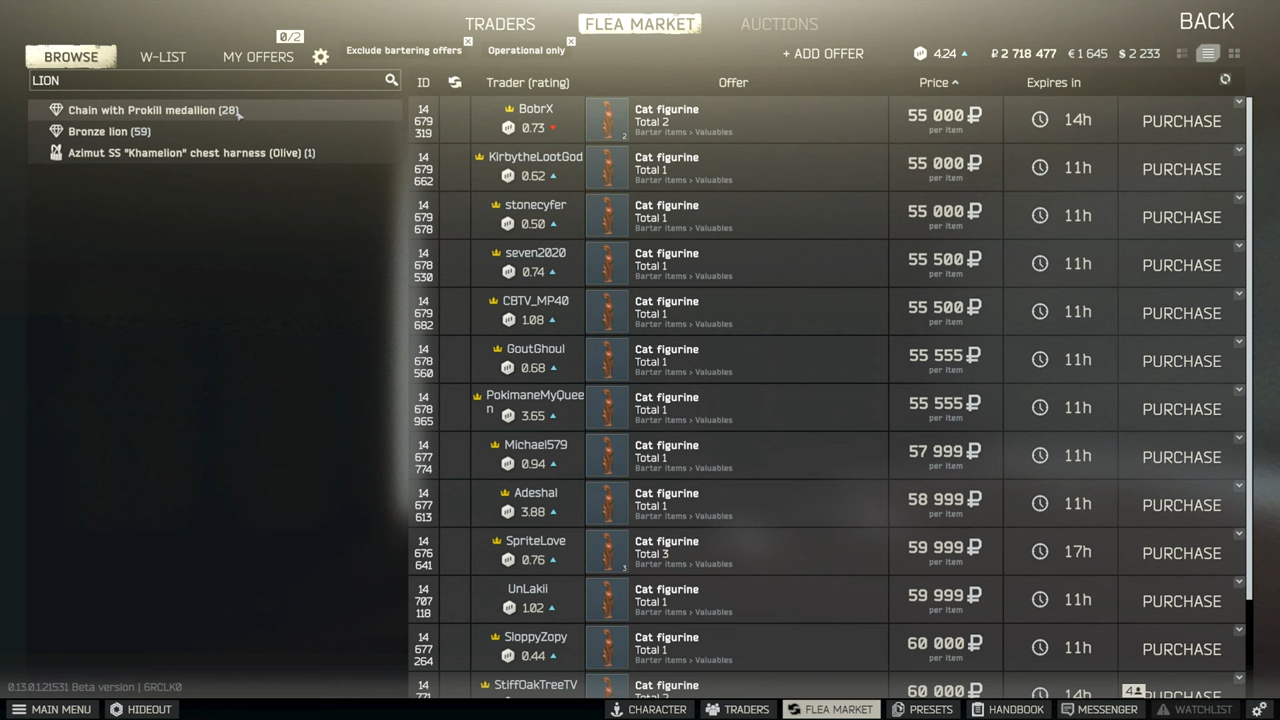 TRADERS FLEA MARKET AUCTIONS BACK
0/2
BROWSE W-LIST MY OFFERS Exclude bartering offers Operational only + ADD OFFER 4.24 ₽ 2 718 477 € 1 645 $ 2 233
LION
ID Trader (rating) Offer Price Expires in
Chain with Prokill medallion (28)
Bronze lion (59)
Azimut SS "Khamelion" chest harness (Olive) (1)
14 679 319 BobrX 0.73 2 Cat figurine Total 2 55 000 ₽ per item 14h PURCHASE
14 679 662 KirbytheLootGod 0.62 Cat figurine Total 1 Barter items › Valuables 55 000 ₽ per item 11h PURCHASE
14 679 678 stonecyfer 0.50 Cat figurine Total 1 Barter items › Valuables 55 000 ₽ per item 11h PURCHASE
14 678 530 seven2020 0.74 Cat figurine Total 1 Barter items › Valuables 55 500 ₽ per item 11h PURCHASE
14 679 682 CBTV_MP40 1.08 Cat figurine Total 1 Barter items › Valuables 55 500 ₽ per item 11h PURCHASE
14 678 560 GoutGhoul 0.68 Cat figurine Total 1 Barter items › Valuables 55 555 ₽ per item 11h PURCHASE
14 678 965 PokimaneMyQueen 3.65 Cat figurine Total 1 Barter items › Valuables 55 555 ₽ per item 11h PURCHASE
14 677 774 Michael579 0.94 Cat figurine Total 1 Barter items › Valuables 57 999 ₽ per item 11h PURCHASE
14 677 613 Adeshal 3.88 Cat figurine Total 1 Barter items › Valuables 58 999 ₽ per item 11h PURCHASE
14 676 641 SpriteLove 0.76 3 Cat figurine Total 3 Barter items › Valuables 59 999 ₽ per item 17h PURCHASE
14 707 118 UnLakii 1.02 Cat figurine Total 1 Barter items › Valuables 59 999 ₽ per item 11h PURCHASE
14 677 264 SloppyZopy 0.44 Cat figurine Total 1 Barter items › Valuables 60 000 ₽ per item 11h PURCHASE
14 771 StiffOakTreeTV Cat figurine Total 1 60 000 ₽ 14h PURCHASE
0.13.0.1.21531 Beta version | 6RCLK0
4
MAIN MENU HIDEOUT CHARACTER TRADERS FLEA MARKET PRESETS HANDBOOK MESSENGER WATCHLIST